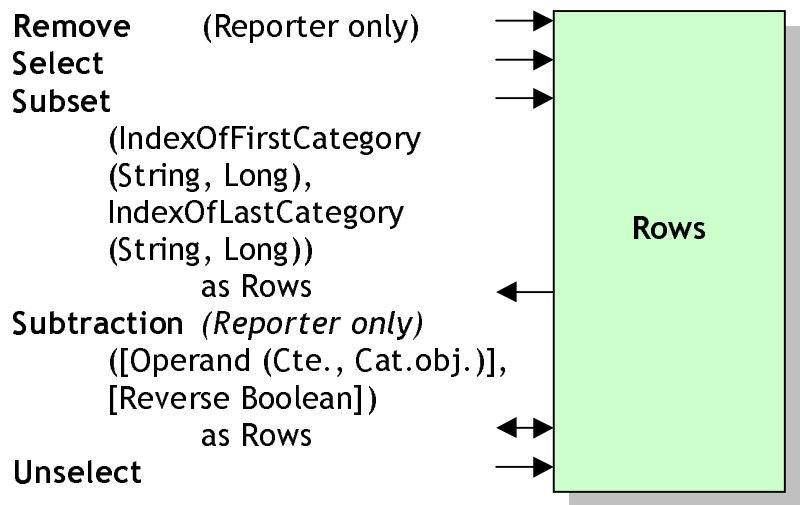 Remove (Reporter only)
Select
Subset
(IndexOfFirstCategory
(String, Long),
IndexOfLastCategory
(String, Long))
as Rows
Subtraction (Reporter only)
([Operand (Cte., Cat.obj.)],
[Reverse Boolean])
as Rows
Unselect
Rows